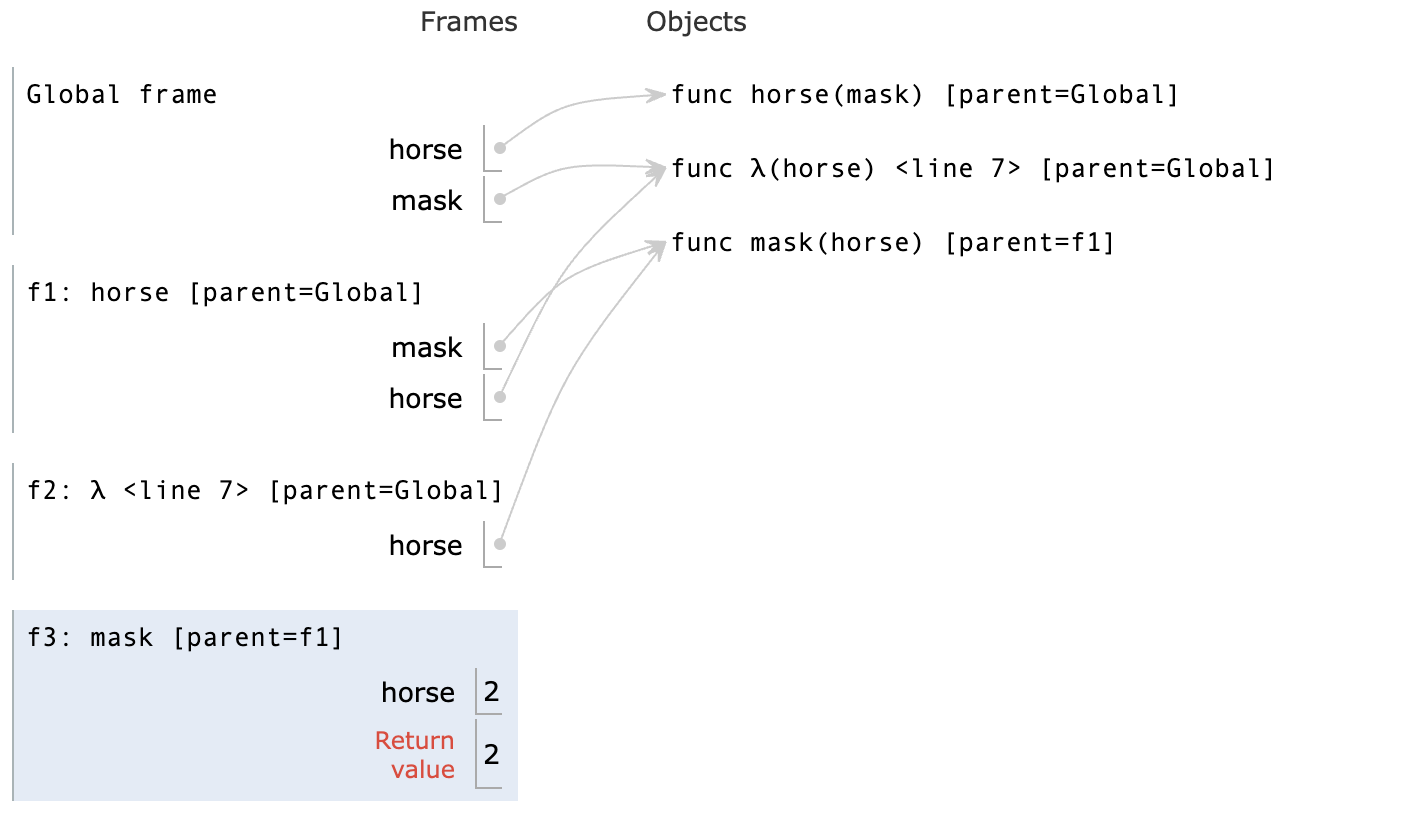 Frames Objects
Global frame
func horse(mask) [parent=Global]
horse
func λ(horse) <line 7> [parent=Global]
mask
func mask(horse) [parent=f1]
f1: horse [parent=Global]
mask
horse
f2: λ <line 7> [parent=Global]
horse
f3: mask [parent=f1]
horse 2
Return
value 2